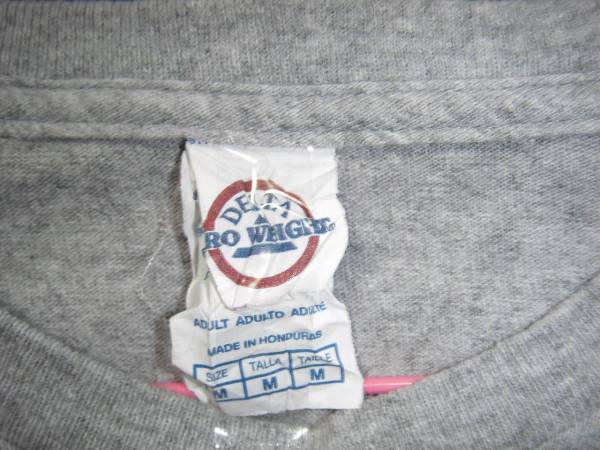 DELTA
PRO WEIGHT
ADULT ADULTO ADULTE
MADE IN HONDURAS
SIZE TALLA TAILLE
M M M